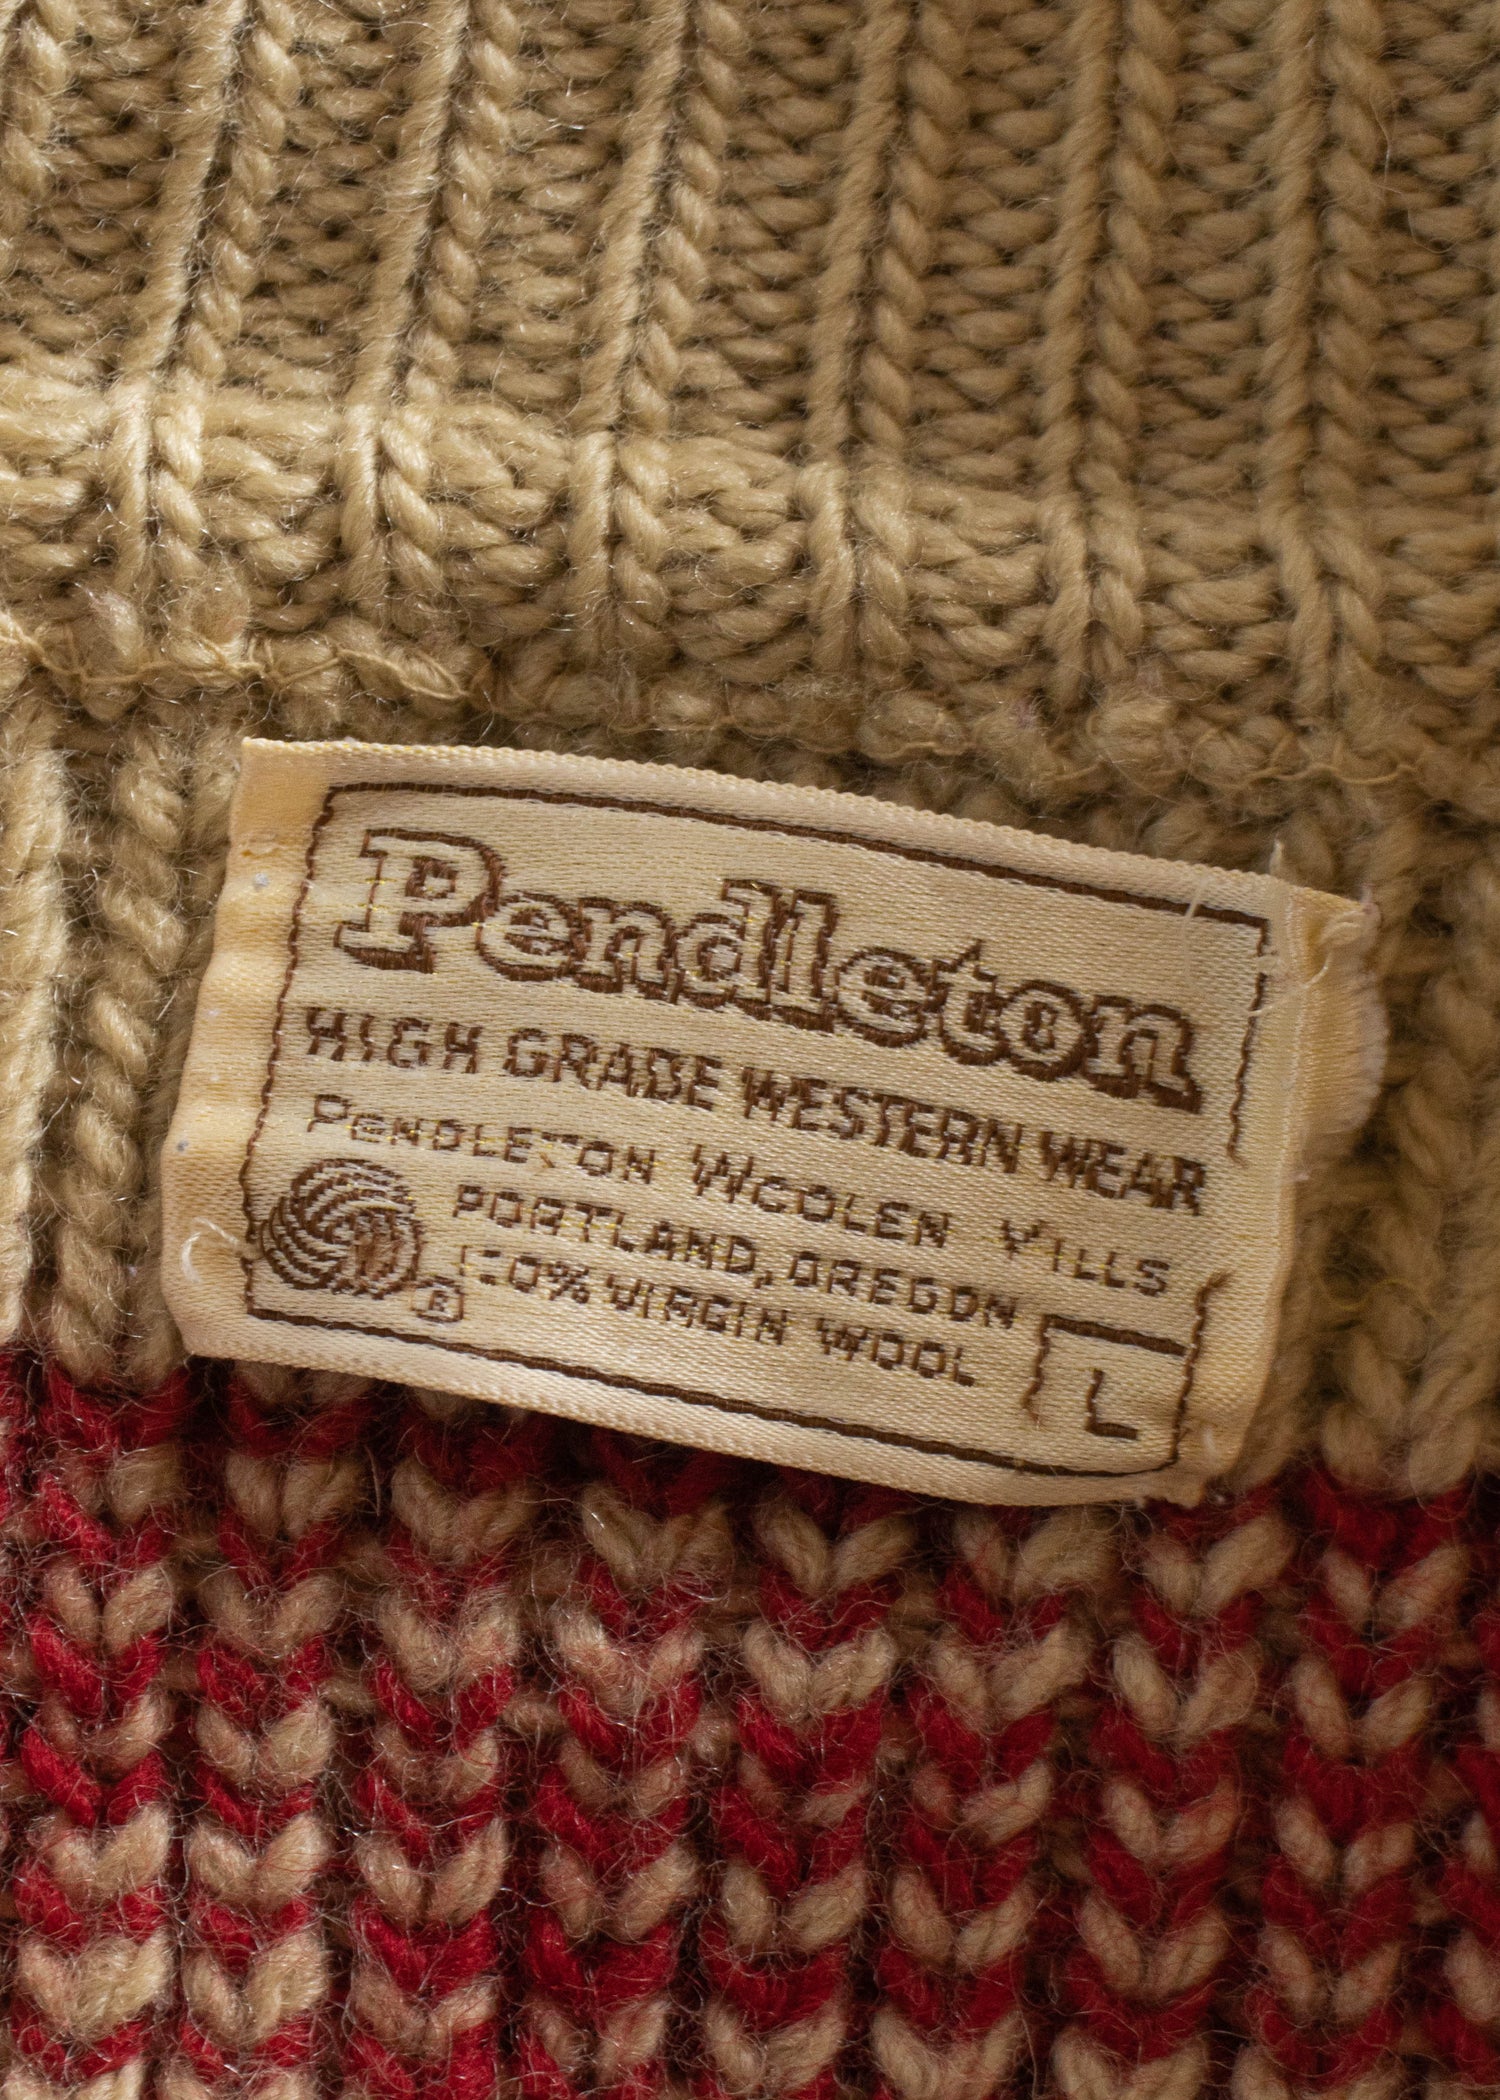 Pendleton
HIGH GRADE WESTERN WEAR
PENDLETON WOOLEN MILLS
PORTLAND, OREGON
100% VIRGIN WOOL
®
L